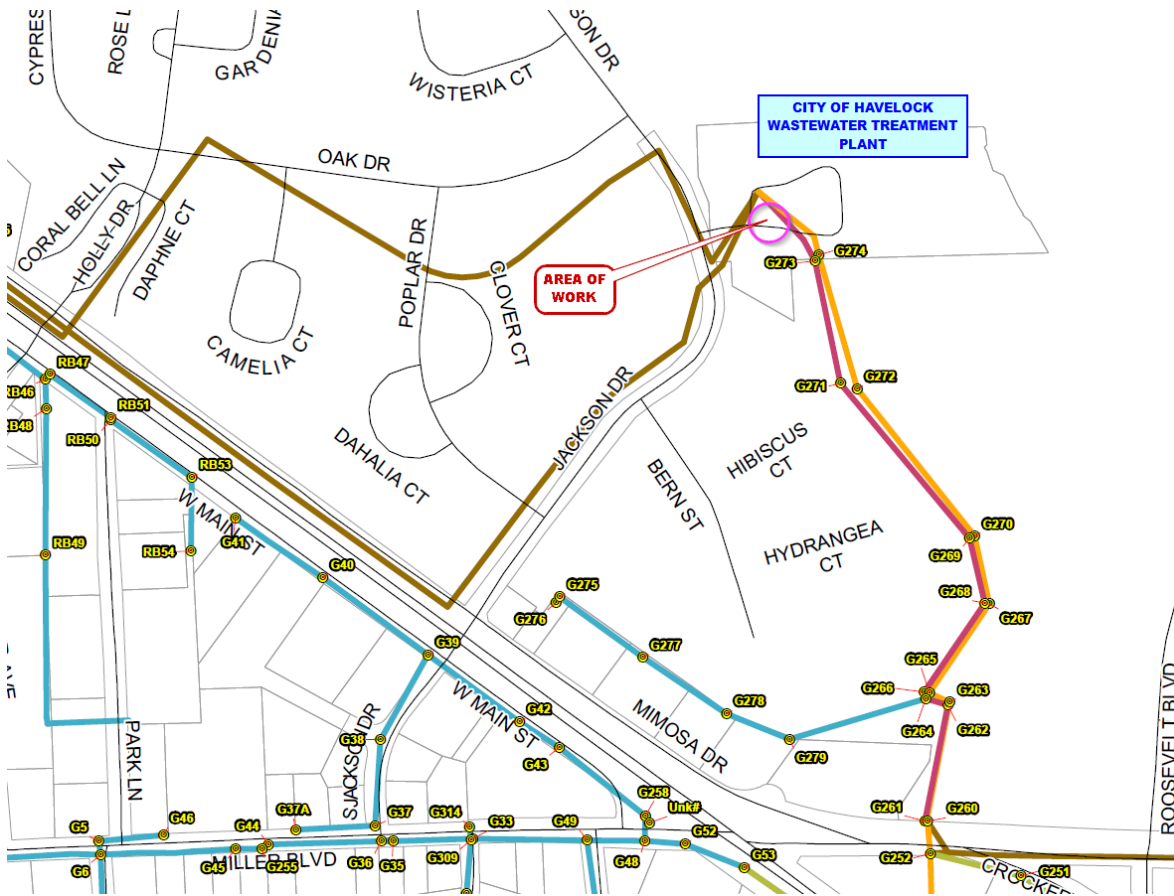 CYPRES
ROSE L
GARDENIA
WISTERIA CT
SON DR
CITY OF HAVELOCK
WASTEWATER TREATMENT
PLANT
OAK DR
CORAL BELL LN
HOLLY DR
DAPHNE CT
POPLAR DR
CLOVER CT
AREA OF
WORK
G274
G273
CAMELIA CT
RB47
RB46
RB48
RB51
RB50
G271
G272
JACKSON DR
DAHALIA CT
HIBISCUS
CT
BERN ST
RB53
W MAIN ST
G41
RB49
RB54
G40
HYDRANGEA
CT
G270
G269
G268
G267
G275
G276
G39
G277
G265
G266
G263
G264
G262
W MAIN ST
G42
G278
MIMOSA DR
G279
G38
G43
PARK LN
S JACKSON DR
ROOSEVELT BLVD
AVE
G258
Unk#
G261
G260
G5
G46
G37A
G37
G314
G33
G49
G52
G44
G6
G45
MILLER BLVD
G255
G36
G35
G309
G48
G53
G252
G251
CROCKER